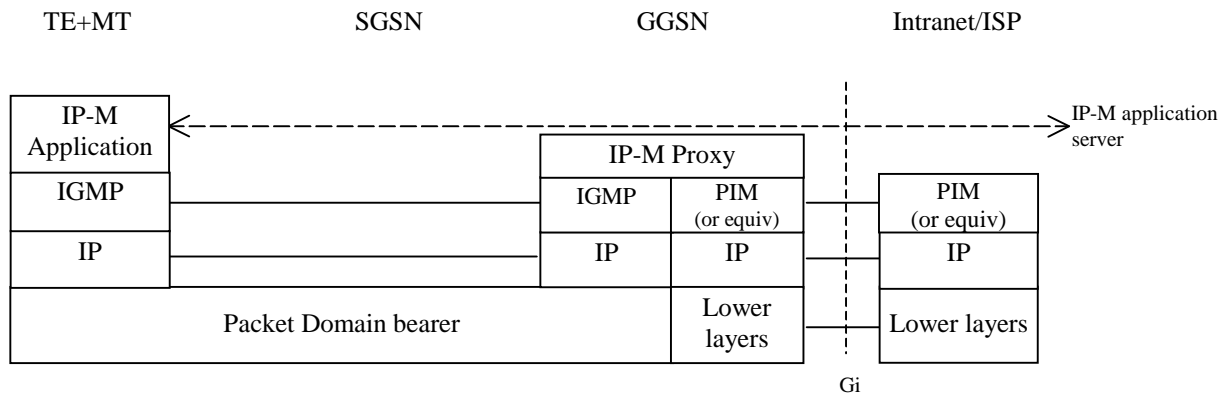 TE+MT
SGSN
GGSN
Intranet/ISP
IP-M
Application
IP-M application
server
IP-M Proxy
IGMP
IGMP
PIM
(or equiv)
PIM
(or equiv)
IP
IP
IP
IP
Packet Domain bearer
Lower
layers
Lower layers
Gi